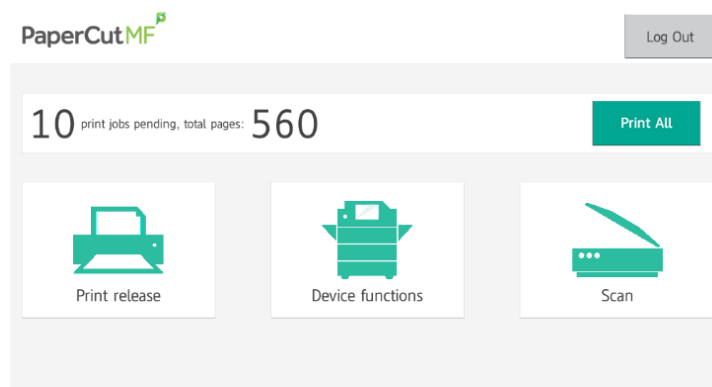 PaperCutMF
Log Out
10 print jobs pending, total pages: 560
Print All
Print release
Device functions
Scan